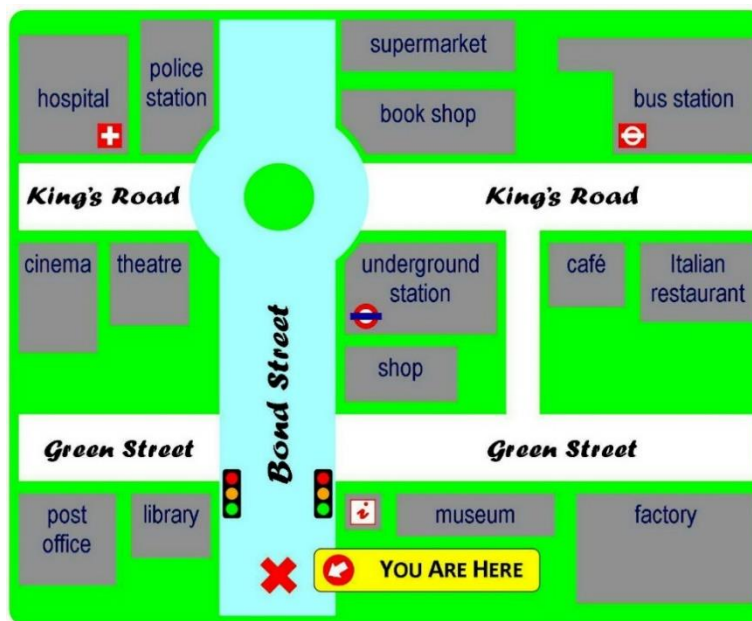 hospital
police
station
supermarket
book shop
bus station
King's Road
King's Road
cinema
theatre
underground
station
café
Italian
restaurant
shop
Bond Street
Green Street
Green Street
post
office
library
i
museum
factory
YOU ARE HERE